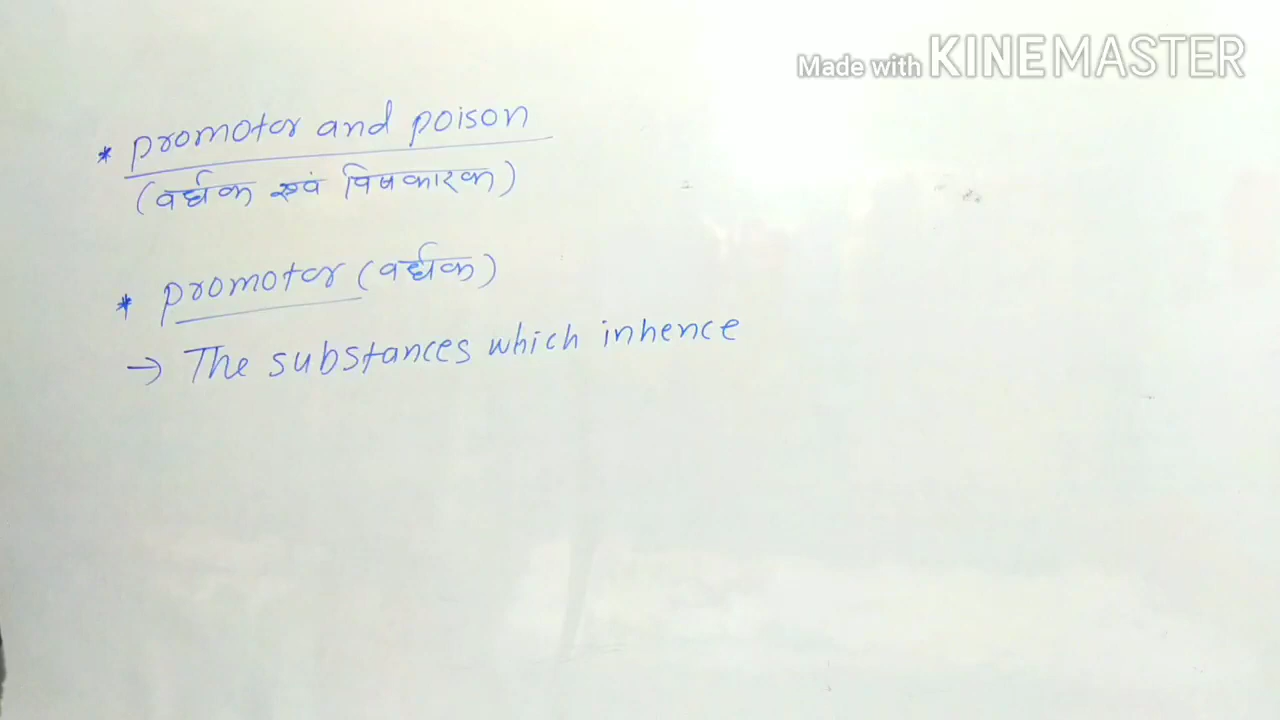 Made with KINEMASTER
* promotor and poison
(वर्धक एवं विषकारक)
* promotor (वर्धक)
→ The substances which inhence